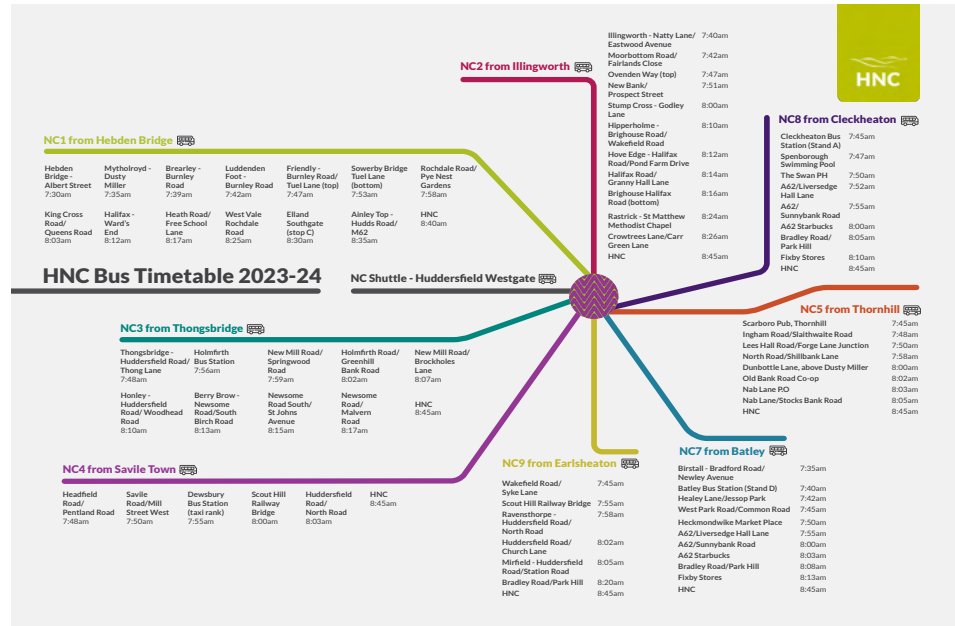 HNC
NC2 from Illingworth
Illingworth - Natty Lane/
Eastwood Avenue 7:40am
Moorbottom Road/
Fairlands Close 7:42am
Ovenden Way (top) 7:47am
New Bank/
Prospect Street 7:51am
Stump Cross - Godley
Lane 8:00am
Hipperholme -
Brighouse Road/
Wakefield Road 8:10am
Hove Edge - Halifax
Road/Pond Farm Drive 8:12am
Halifax Road/
Granny Hall Lane 8:14am
Brighouse Halifax
Road (bottom) 8:16am
Rastrick - St Matthew
Methodist Chapel 8:24am
Crowtrees Lane/Carr
Green Lane 8:26am
HNC 8:45am
NC8 from Cleckheaton
Cleckheaton Bus
Station (Stand A) 7:45am
Spenborough
Swimming Pool 7:47am
The Swan PH 7:50am
A62/Liversedge
Hall Lane 7:52am
A62/
Sunnybank Road 7:55am
A62 Starbucks 8:00am
Bradley Road/
Park Hill 8:05am
Fixby Stores 8:10am
HNC 8:45am
NC1 from Hebden Bridge
Hebden
Bridge -
Albert Street
7:30am
Mytholroyd -
Dusty
Miller
7:35am
Brearley -
Burnley
Road
7:39am
Luddenden
Foot -
Burnley Road
7:42am
Friendly -
Burnley Road/
Tuel Lane (top)
7:47am
Sowerby Bridge
Tuel Lane
(bottom)
7:53am
Rochdale Road/
Pye Nest
Gardens
7:58am
King Cross
Road/
Queens Road
8:03am
Halifax -
Ward's
End
8:12am
Heath Road/
Free School
Lane
8:17am
West Vale
Rochdale
Road
8:25am
Elland
Southgate
(stop C)
8:30am
Ainley Top -
Hudds Road/
M62
8:35am
HNC
8:40am
HNC Bus Timetable 2023-24
NC Shuttle - Huddersfield Westgate
NC3 from Thongsbridge
Thongsbridge -
Huddersfield Road/
Thong Lane
7:48am
Holmfirth
Bus Station
7:56am
New Mill Road/
Springwood
Road
7:59am
Holmfirth Road/
Greenhill
Bank Road
8:02am
New Mill Road/
Brockholes
Lane
8:07am
Honley -
Huddersfield
Road/ Woodhead
Road
8:10am
Berry Brow -
Newsome
Road/South
Birch Road
8:13am
Newsome
Road South/
St Johns
Avenue
8:15am
Newsome
Road/
Malvern
Road
8:17am
HNC
8:45am
NC5 from Thornhill
Scarboro Pub, Thornhill 7:45am
Ingham Road/Slaithwaite Road 7:48am
Lees Hall Road/Forge Lane Junction 7:50am
North Road/Shillbank Lane 7:58am
Dunbottle Lane, above Dusty Miller 8:00am
Old Bank Road Co-op 8:02am
Nab Lane P.O 8:03am
Nab Lane/Stocks Bank Road 8:05am
HNC 8:45am
NC4 from Savile Town
Headfield
Road/
Pentland Road
7:48am
Savile
Road/Mill
Street West
7:50am
Dewsbury
Bus Station
(taxi rank)
7:55am
Scout Hill
Railway
Bridge
8:00am
Huddersfield
Road/
North Road
8:03am
HNC
8:45am
NC9 from Earlsheaton
Wakefield Road/
Syke Lane 7:45am
Scout Hill Railway Bridge 7:55am
Ravensthorpe -
Huddersfield Road/
North Road 7:58am
Huddersfield Road/
Church Lane 8:02am
Mirfield - Huddersfield
Road/Station Road 8:05am
Bradley Road/Park Hill 8:20am
HNC 8:45am
NC7 from Batley
Birstall - Bradford Road/
Newley Avenue 7:35am
Batley Bus Station (Stand D) 7:40am
Healey Lane/Jessop Park 7:42am
West Park Road/Common Road 7:45am
Heckmondwike Market Place 7:50am
A62/Liversedge Hall Lane 7:55am
A62/Sunnybank Road 8:00am
A62 Starbucks 8:03am
Bradley Road/Park Hill 8:08am
Fixby Stores 8:13am
HNC 8:45am